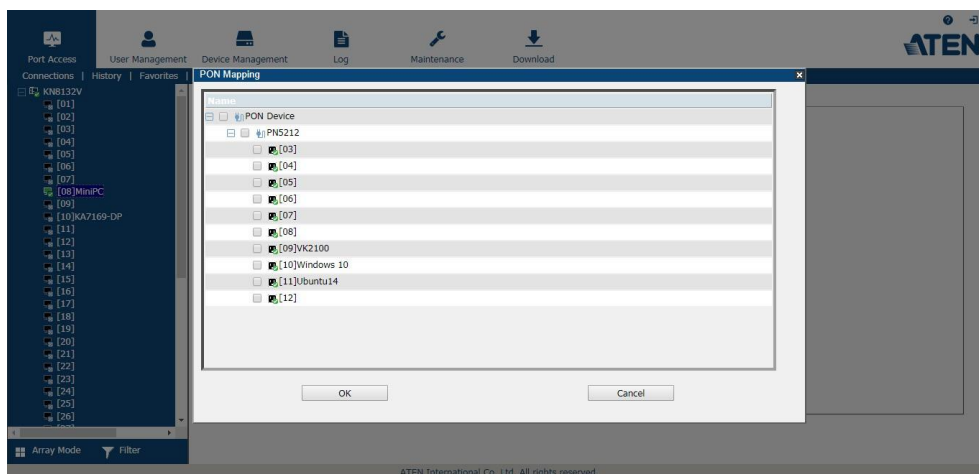 ATEN
Port Access
User Management
Device Management
Log
Maintenance
Download
Connections | History | Favorites |
KN8132V
[01]
[02]
[03]
[04]
[05]
[06]
[07]
[08]MiniPC
[09]
[10]KA7169-DP
[11]
[12]
[13]
[14]
[15]
[16]
[17]
[18]
[19]
[20]
[21]
[22]
[23]
[24]
[25]
[26]
Array Mode
Filter
PON Mapping
x
Name
PON Device
PN5212
[03]
[04]
[05]
[06]
[07]
[08]
[09]VK2100
[10]Windows 10
[11]Ubuntu14
[12]
OK
Cancel
ATEN International Co. Ltd. All rights reserved.